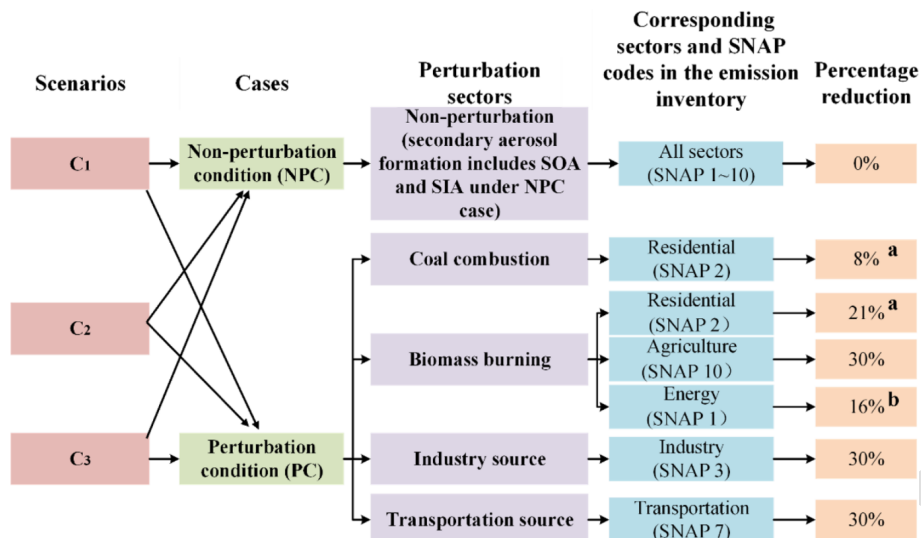 Scenarios
Cases
Perturbation
sectors
Corresponding
sectors and SNAP
codes in the emission
inventory
Percentage
reduction
C1
Non-perturbation
condition (NPC)
Non-perturbation
(secondary aerosol
formation includes SOA
and SIA under NPC
case)
All sectors
(SNAP 1~10)
0%
Coal combustion
Residential
(SNAP 2)
8% a
C2
Biomass burning
Residential
(SNAP 2）
21% a
Agriculture
(SNAP 10）
30%
Energy
(SNAP 1）
16% b
C3
Perturbation
condition (PC)
Industry source
Industry
(SNAP 3)
30%
Transportation source
Transportation
(SNAP 7)
30%